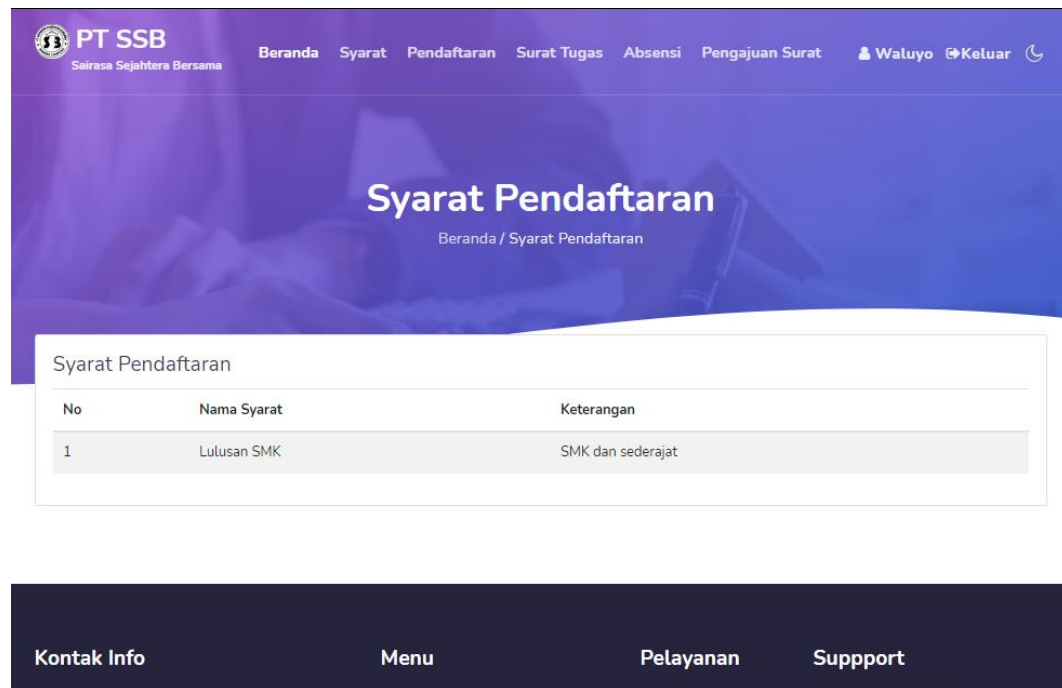 PT SSB
Sairasa Sejahtera Bersama
Beranda Syarat Pendaftaran Surat Tugas Absensi Pengajuan Surat Waluyo Keluar
Syarat Pendaftaran
Beranda / Syarat Pendaftaran
Syarat Pendaftaran
No Nama Syarat Keterangan
1 Lulusan SMK SMK dan sederajat
Kontak Info Menu Pelayanan Suppport